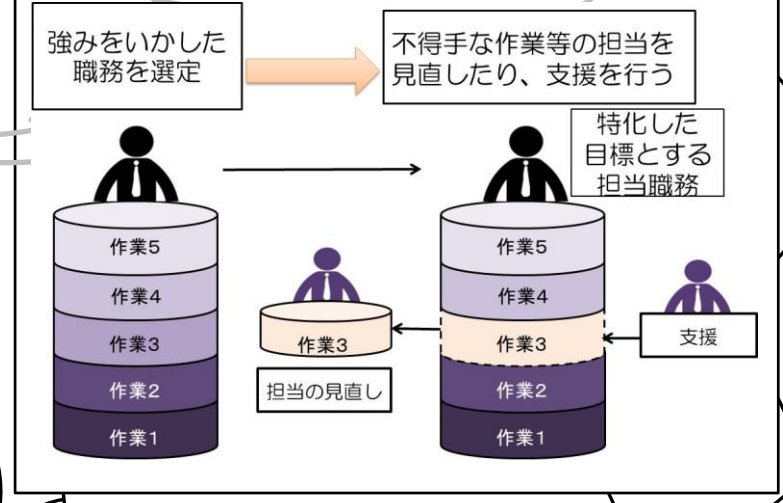 強みをいかした
職務を選定
不得手な作業等の担当を
見直したり、支援を行う
特化した
目標とする
担当職務
作業5
作業4
作業3
作業2
作業1
作業3
担当の見直し
作業5
作業4
作業3
作業2
作業1
支援